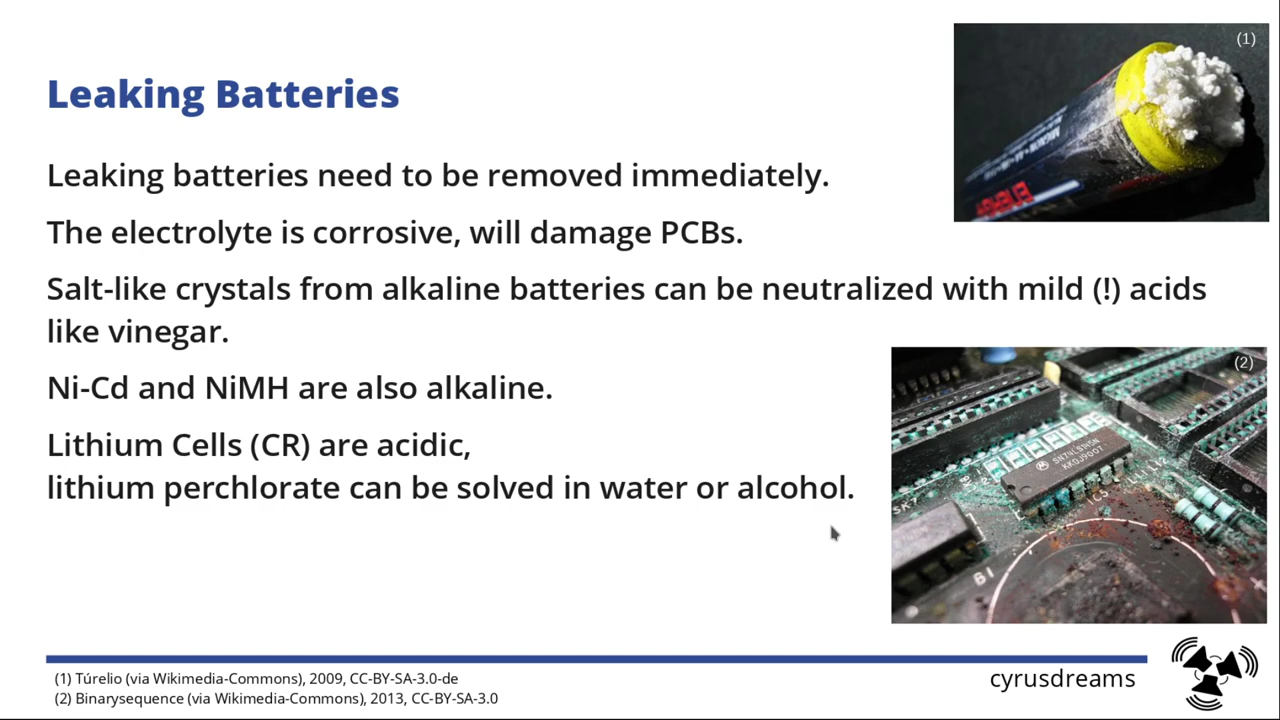 Leaking Batteries
(1)
Leaking batteries need to be removed immediately.
The electrolyte is corrosive, will damage PCBs.
Salt-like crystals from alkaline batteries can be neutralized with mild (!) acids
like vinegar.
(2)
Ni-Cd and NiMH are also alkaline.
Lithium Cells (CR) are acidic,
lithium perchlorate can be solved in water or alcohol.
SN74LS145N
IC5
SK7
B1
(1) Túrelio (via Wikimedia-Commons), 2009, CC-BY-SA-3.0-de
(2) Binarysequence (via Wikimedia-Commons), 2013, CC-BY-SA-3.0
cyrusdreams